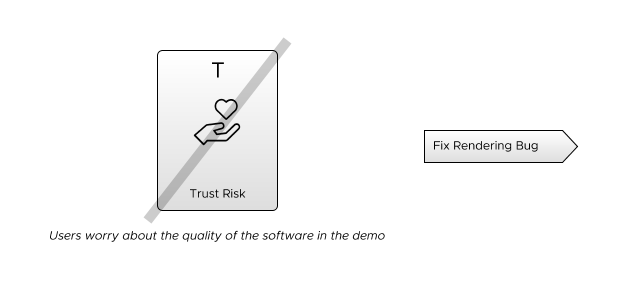 T
Trust Risk
Users worry about the quality of the software in the demo
Fix Rendering Bug